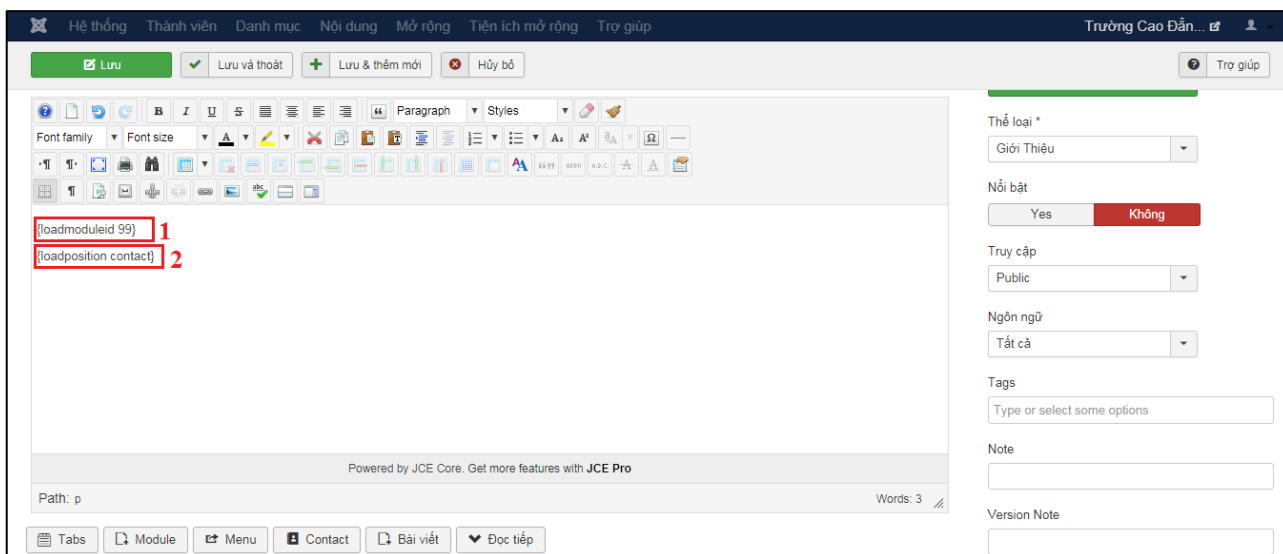 Hệ thống Thành viên Danh mục Nội dung Mở rộng Tiện ích mở rộng Trợ giúp Trường Cao Đẳn...
Lưu Lưu và thoát Lưu & thêm mới Hủy bỏ Trợ giúp
Paragraph Styles
Font family Font size
Thể loại *
Giới Thiệu
Nổi bật
Yes Không
{loadmoduleid 99} 1
{loadposition contact} 2
Truy cập
Public
Ngôn ngữ
Tất cả
Tags
Type or select some options
Note
Powered by JCE Core. Get more features with JCE Pro
Path: p Words: 3
Version Note
Tabs Module Menu Contact Bài viết Đọc tiếp